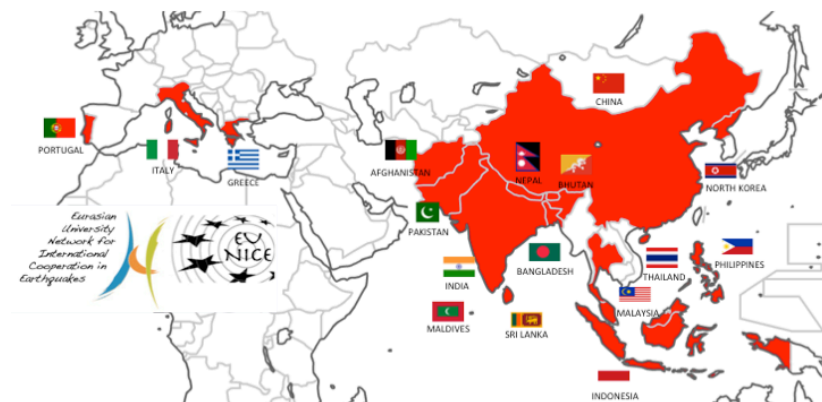 CHINA
PORTUGAL
ITALY
GREECE
AFGHANISTAN
NEPAL
BHUTAN
NORTH KOREA
PAKISTAN
BANGLADESH
INDIA
THAILAND
PHILIPPINES
MALAYSIA
MALDIVES
SRI LANKA
INDONESIA
Eurasian
University
Network for
International
Cooperation in
Earthquakes
EU
NICE